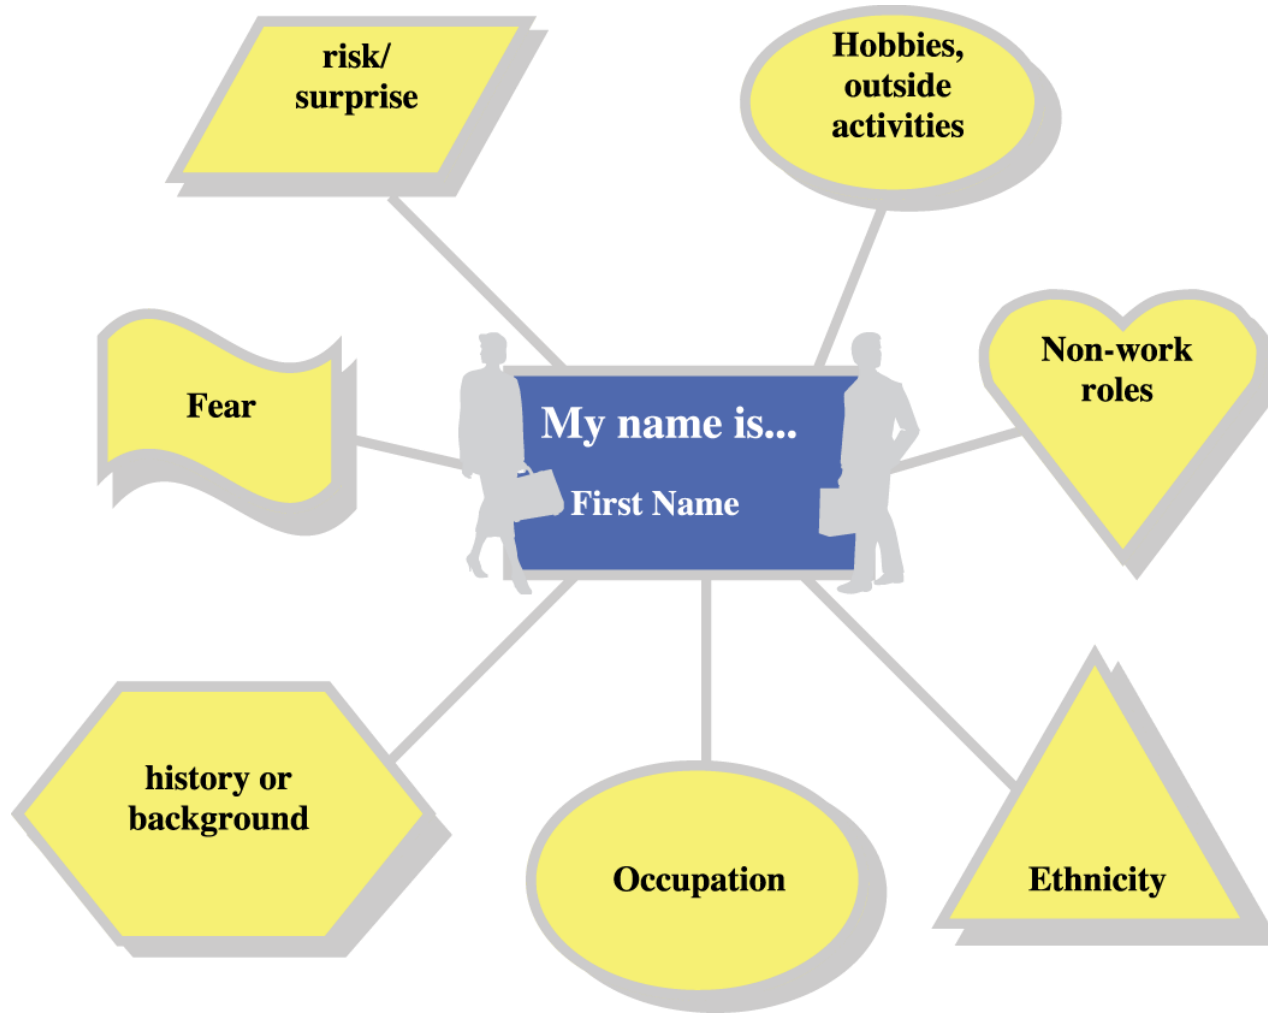 risk/
surprise
Hobbies,
outside
activities
Fear
My name is...
First Name
Non-work
roles
history or
background
Occupation
Ethnicity